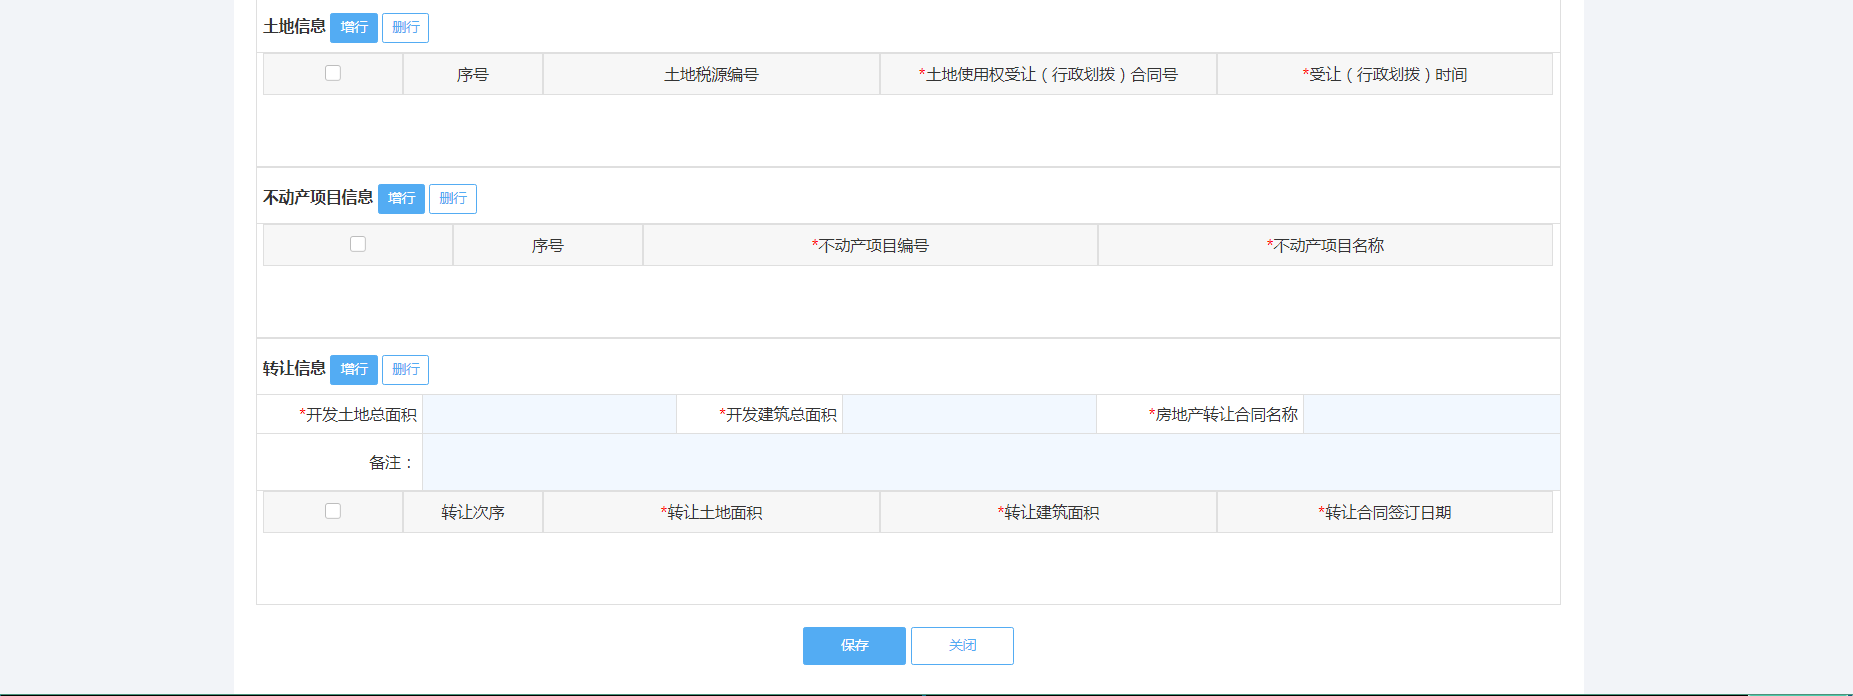 土地信息 增行 删行
序号 土地税源编号 *土地使用权受让（行政划拨）合同号 *受让（行政划拨）时间
不动产项目信息 增行 删行
序号 *不动产项目编号 *不动产项目名称
转让信息 增行 删行
*开发土地总面积 *开发建筑总面积 *房地产转让合同名称
备注：
转让次序 *转让土地面积 *转让建筑面积 *转让合同签订日期
保存 关闭